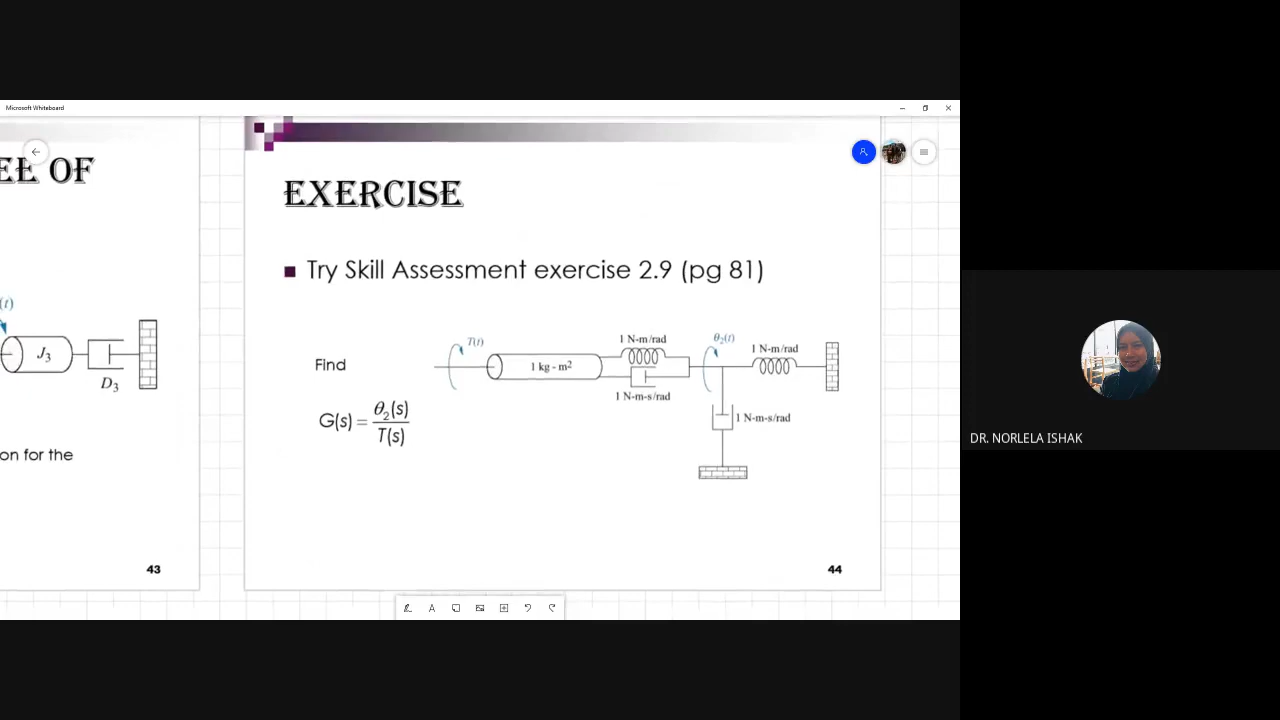 Microsoft Whiteboard
EE OF
(t)
J3
D3
on for the
43
EXERCISE
Try Skill Assessment exercise 2.9 (pg 81)
Find
G(s) = θ2(s) / T(s)
T(t)
1 kg - m²
1 N-m/rad
1 N-m-s/rad
θ2(t)
1 N-m/rad
1 N-m-s/rad
44
DR. NORLELA ISHAK